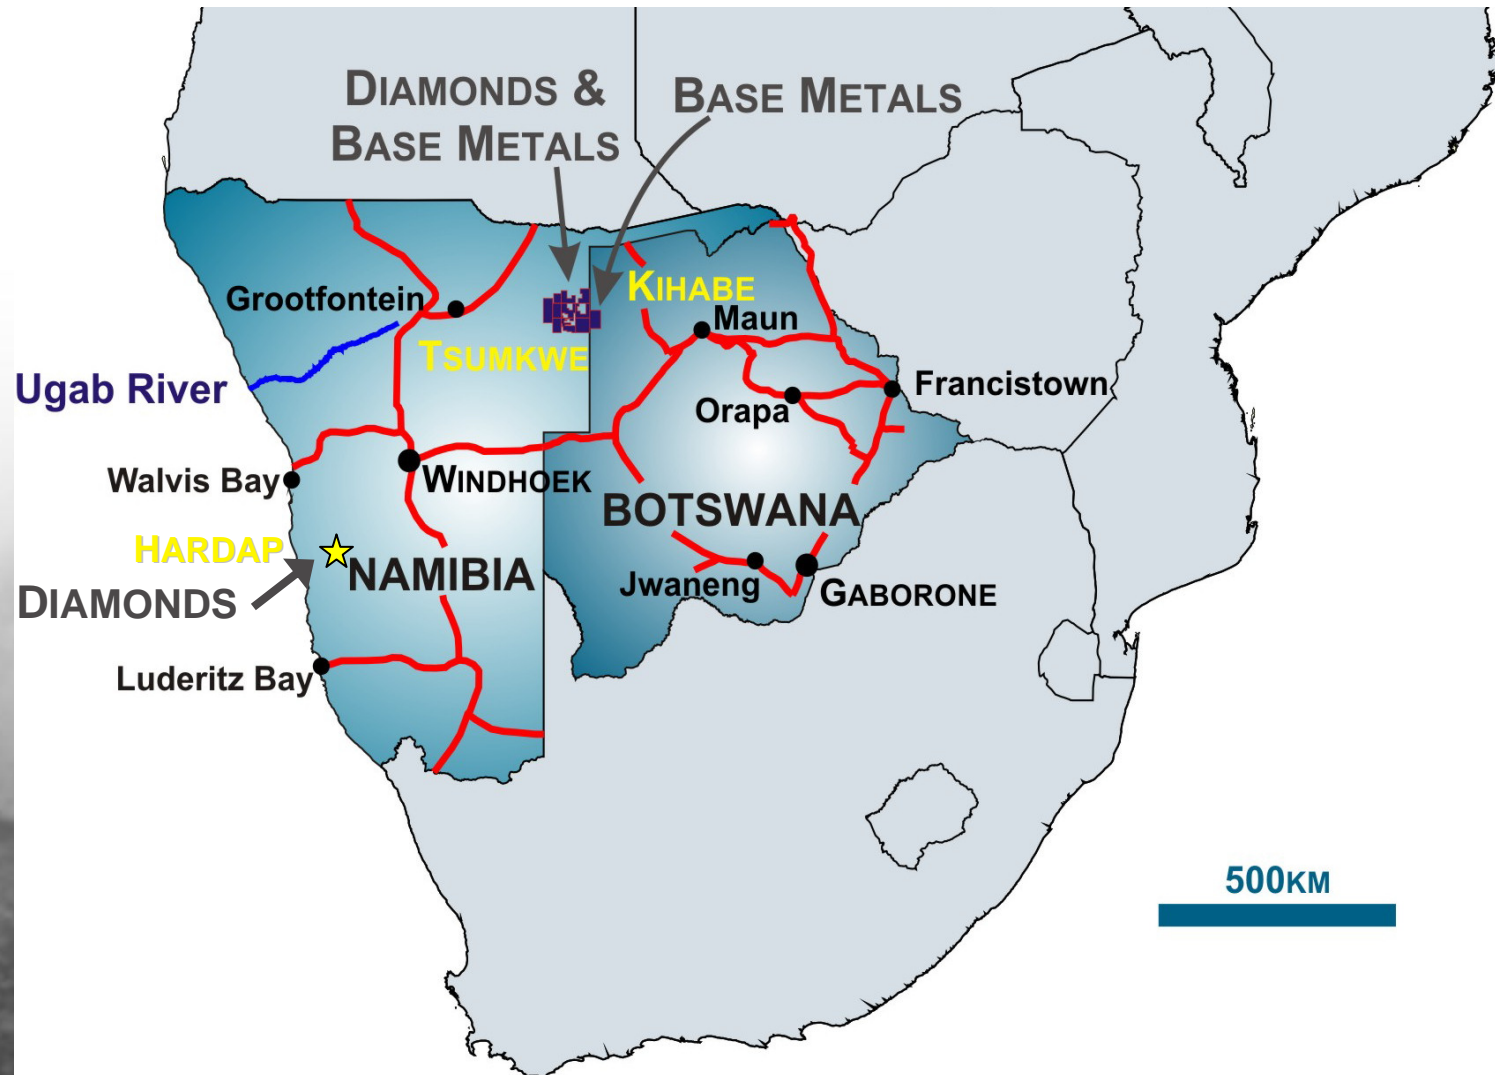 DIAMONDS &
BASE METALS
BASE METALS
KIHABE
Grootfontein
Maun
TSUMKWE
Ugab River
Francistown
Orapa
Walvis Bay
WINDHOEK
BOTSWANA
HARDAP
NAMIBIA
DIAMONDS
Jwaneng
GABORONE
Luderitz Bay
500KM